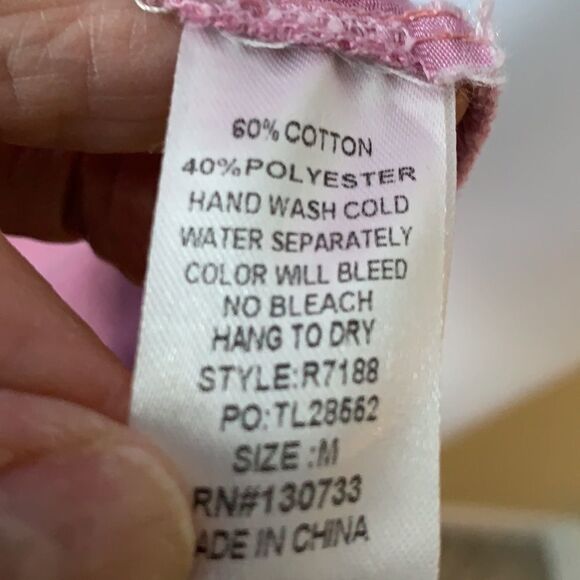 60% COTTON
40%POLYESTER
HAND WASH COLD
WATER SEPARATELY
COLOR WILL BLEED
NO BLEACH
HANG TO DRY
STYLE:R7188
PO:TL28552
SIZE :M
RN#130733
ADE IN CHINA